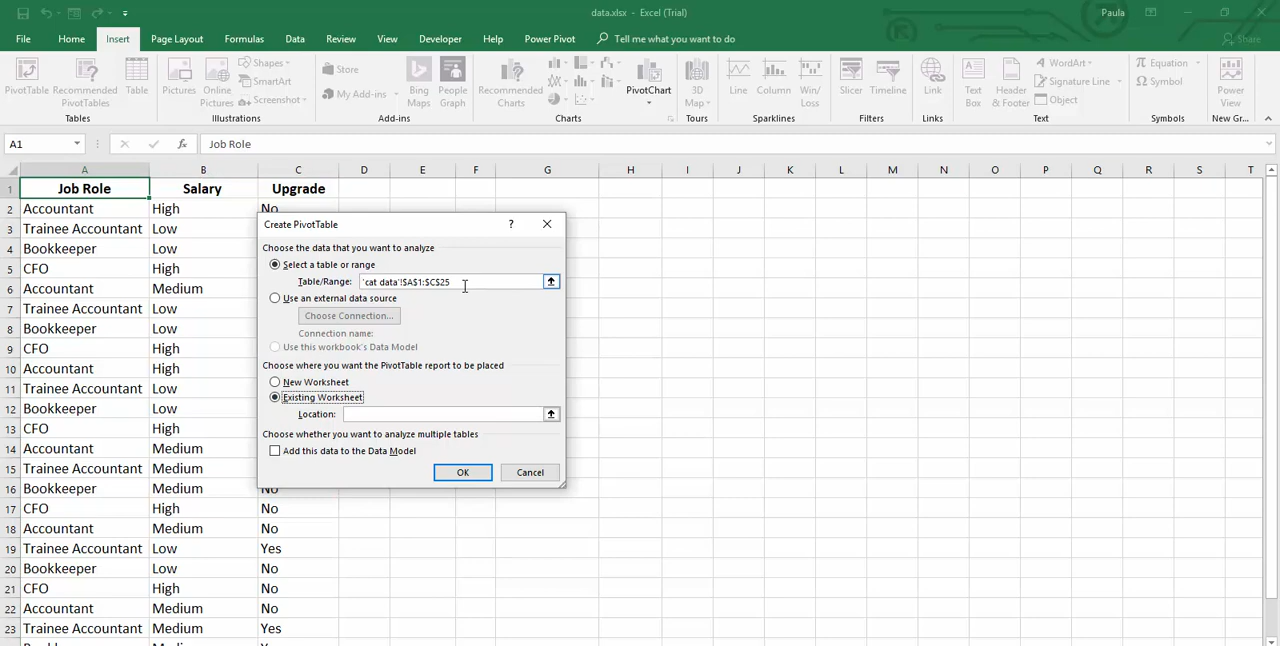 data.xlsx - Excel (Trial)
Paula
File Home Insert Page Layout Formulas Data Review View Developer Help Power Pivot Tell me what you want to do Share
PivotTable Recommended PivotTables Table
Tables
Pictures Online Pictures Shapes SmartArt Screenshot
Illustrations
Store
My Add-ins
Bing Maps People Graph
Add-ins
Recommended Charts PivotChart
Charts
3D Map
Tours
Line Column Win/Loss
Sparklines
Slicer Timeline
Filters
Link
Links
Text Box Header & Footer WordArt Signature Line Object
Text
Equation Symbol
Symbols
Power View
New Gr...
A1 fx Job Role
A B C D E F G H I J K L M N O P Q R S T
1 Job Role Salary Upgrade
2 Accountant High No
3 Trainee Accountant Low
4 Bookkeeper Low
5 CFO High
6 Accountant Medium
7 Trainee Accountant Low
8 Bookkeeper Low
9 CFO High
10 Accountant High
11 Trainee Accountant Low
12 Bookkeeper Low
13 CFO High
14 Accountant Medium
15 Trainee Accountant Medium
16 Bookkeeper Medium No
17 CFO High No
18 Accountant Medium No
19 Trainee Accountant Low Yes
20 Bookkeeper Low No
21 CFO High No
22 Accountant Medium No
23 Trainee Accountant Medium Yes
Create PivotTable ?
Choose the data that you want to analyze
Select a table or range
Table/Range: 'cat data'!$A$1:$C$25
Use an external data source
Choose Connection...
Connection name:
Use this workbook's Data Model
Choose where you want the PivotTable report to be placed
New Worksheet
Existing Worksheet
Location:
Choose whether you want to analyze multiple tables
Add this data to the Data Model
OK Cancel